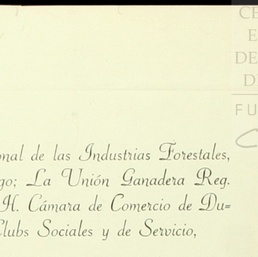 CE
E
DE
D
FU
onal de las Industrias Forestales,
go; La Unión Ganadera Reg.
H. Cámara de Comercio de Du=
Clubs Sociales y de Servicio,